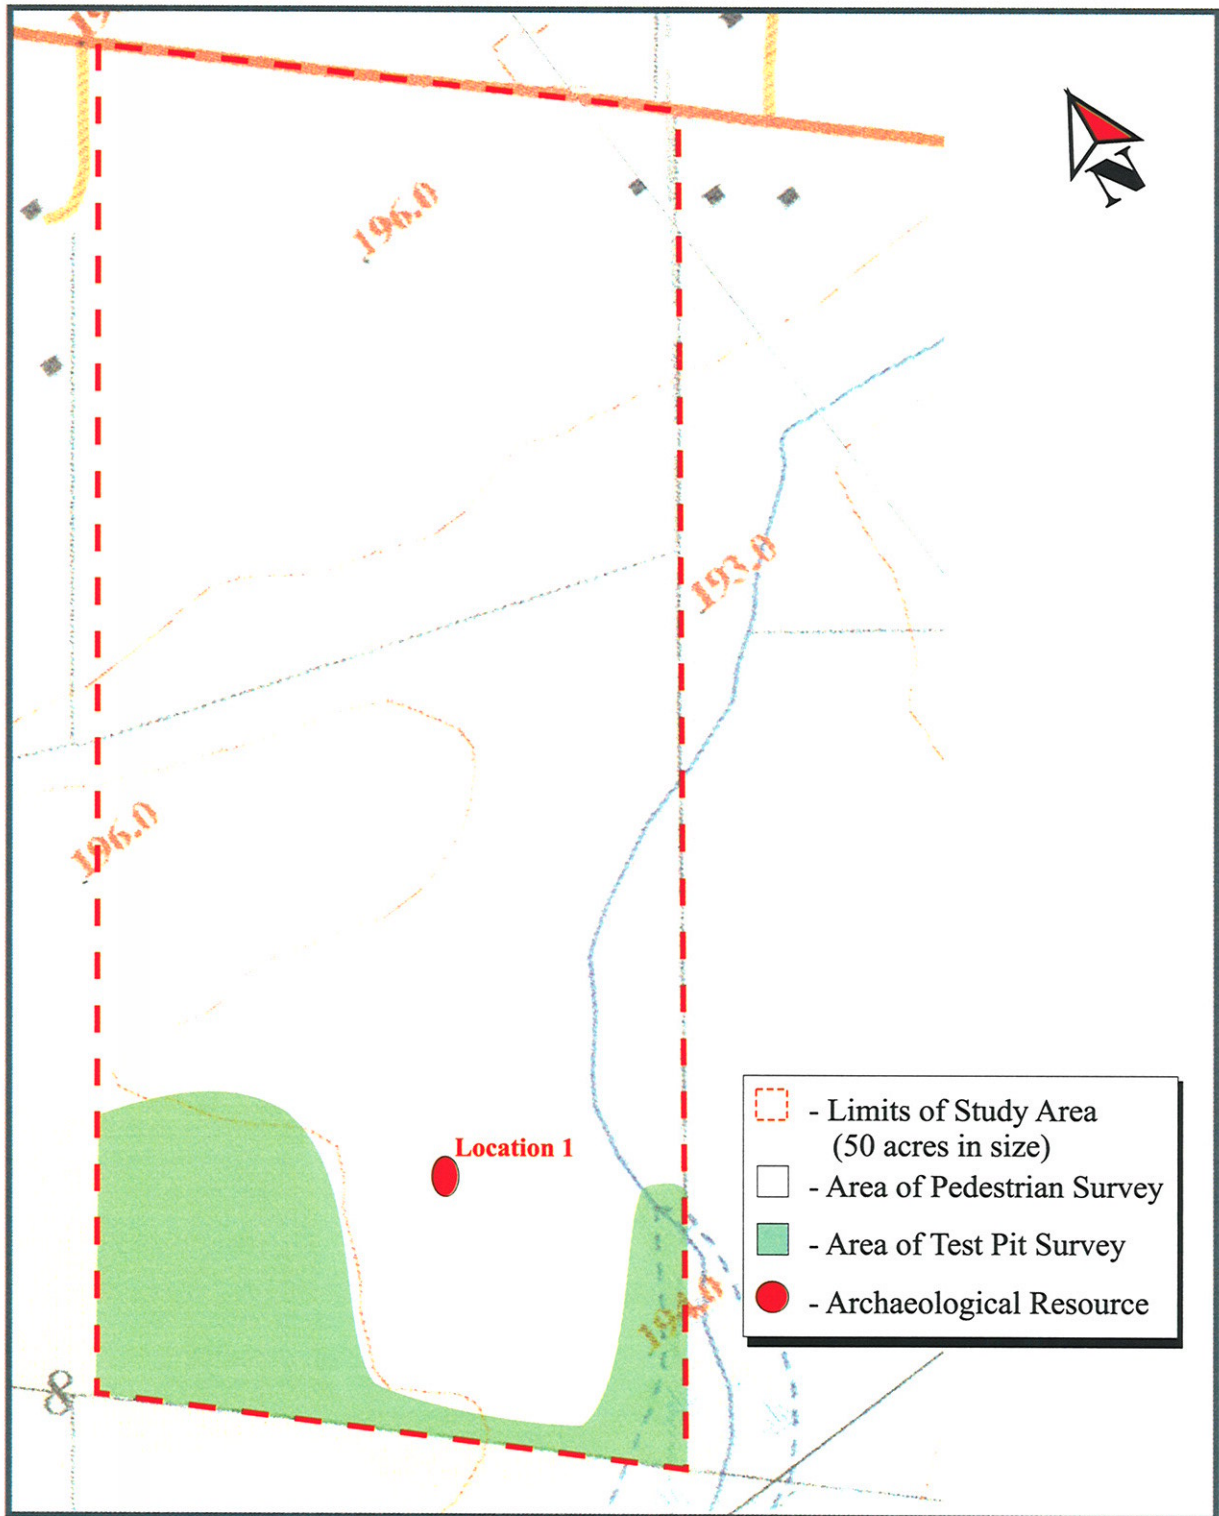 196.0
193.0
196.0
Location 1
8
N
- Limits of Study Area
(50 acres in size)
- Area of Pedestrian Survey
- Area of Test Pit Survey
- Archaeological Resource